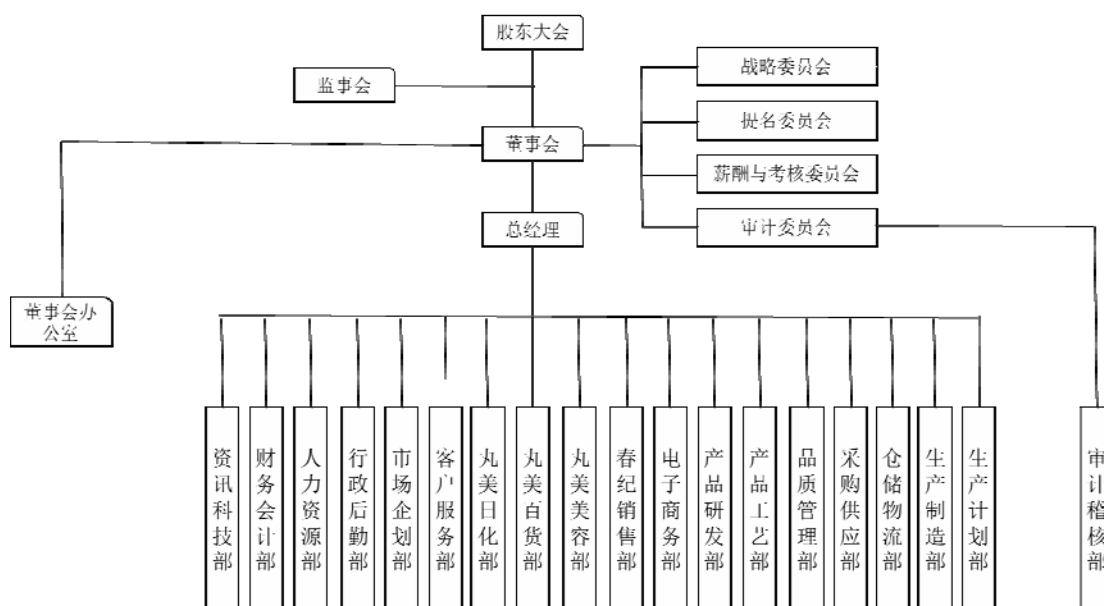 股东大会
战略委员会
监事会
提名委员会
董事会
薪酬与考核委员会
总经理
审计委员会
董事会办
公室
资讯科技部
财务会计部
人力资源部
行政后勤部
市场企划部
客户服务部
丸美日化部
丸美百货部
丸美美容部
春纪销售部
电子商务部
产品研发部
产品工艺部
品质管理部
采购供应部
仓储物流部
生产制造部
生产计划部
审计稽核部